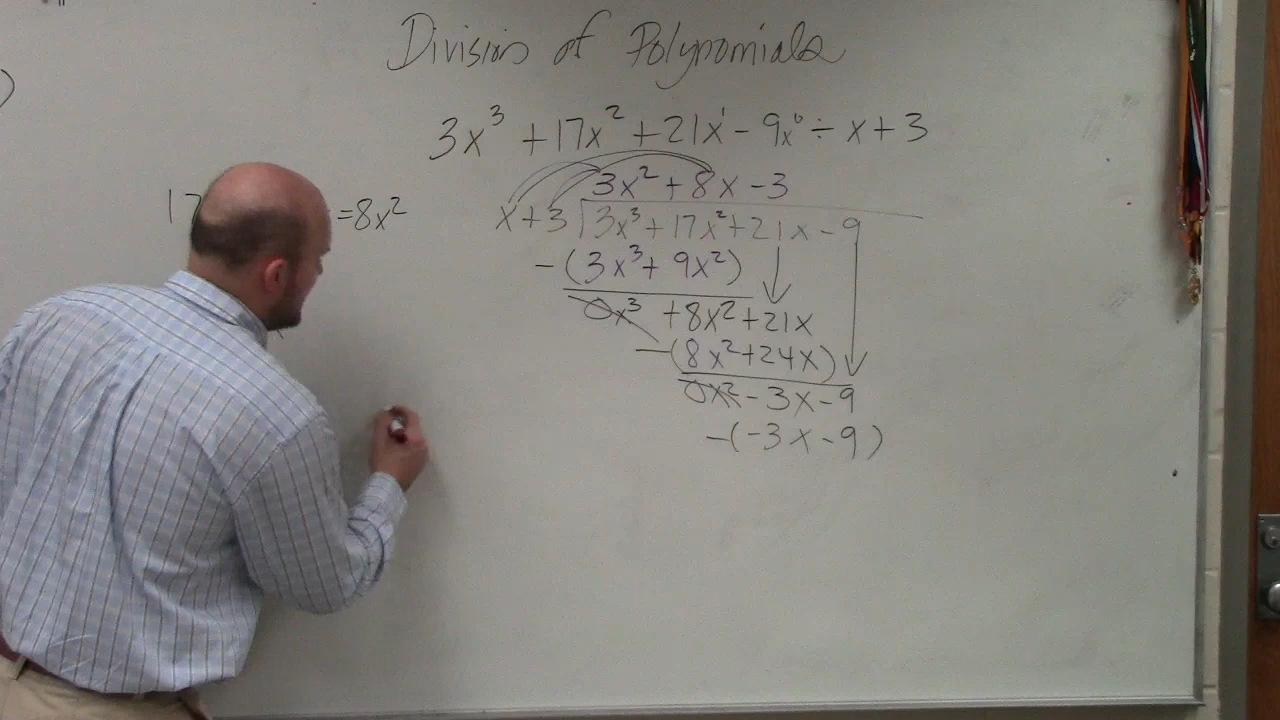 Division of Polynomials
3x³ + 17x² + 21x¹ - 9x⁰ ÷ x + 3
3x² + 8x - 3
x + 3 3x³ + 17x² + 21x - 9
17 = 8x²
-(3x³ + 9x²)
0x³ + 8x² + 21x
-(8x² + 24x)
0x² - 3x - 9
-(-3x - 9)